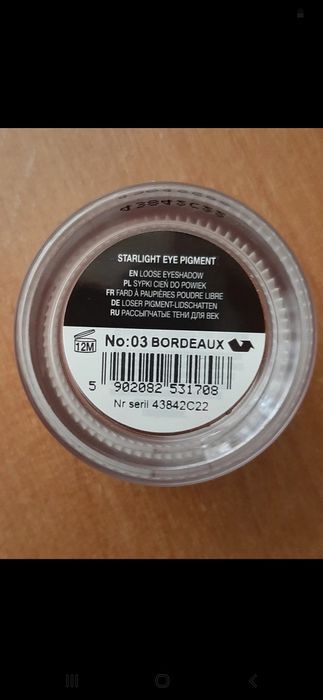 STARLIGHT EYE PIGMENT
EN LOOSE EYESHADOW
PL SYPKI CIEŃ DO POWIEK
FR FARD À PAUPIÈRES POUDRE LIBRE
DE LOSER PIGMENT-LIDSCHATTEN
RU РАССЫПЧАТЫЕ ТЕНИ ДЛЯ ВЕК
12M
No:03 BORDEAUX
5 902082 531708
Nr serii 43842C22